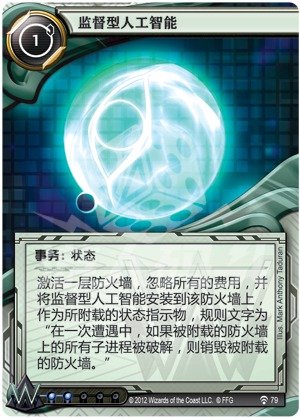 监督型人工智能
1
事务：状态
激活一层防火墙，忽略所有的费用，并
将监督型人工智能安装到该防火墙上，
作为所附载的状态指示物，规则文字为
“在一次遭遇中，如果被附载的防火墙上
的所有子进程被破解，则销毁被附载
的防火墙。”
Illus. Mark Anthony Taduran
© 2012 Wizards of the Coast LLC. © FFG
79